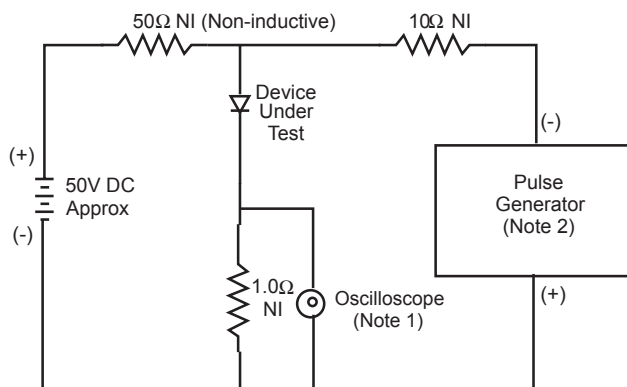 50Ω NI (Non-inductive)
10Ω NI
Device
Under
Test
(-)
(+)
50V DC
Approx
(-)
Pulse
Generator
(Note 2)
1.0Ω
NI
Oscilloscope
(Note 1)
(+)